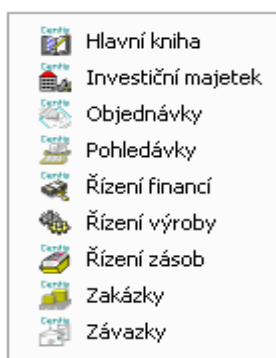 Hlavní kniha
Investiční majetek
Objednávky
Pohledávky
Řízení financí
Řízení výroby
Řízení zásob
Zakázky
Závazky